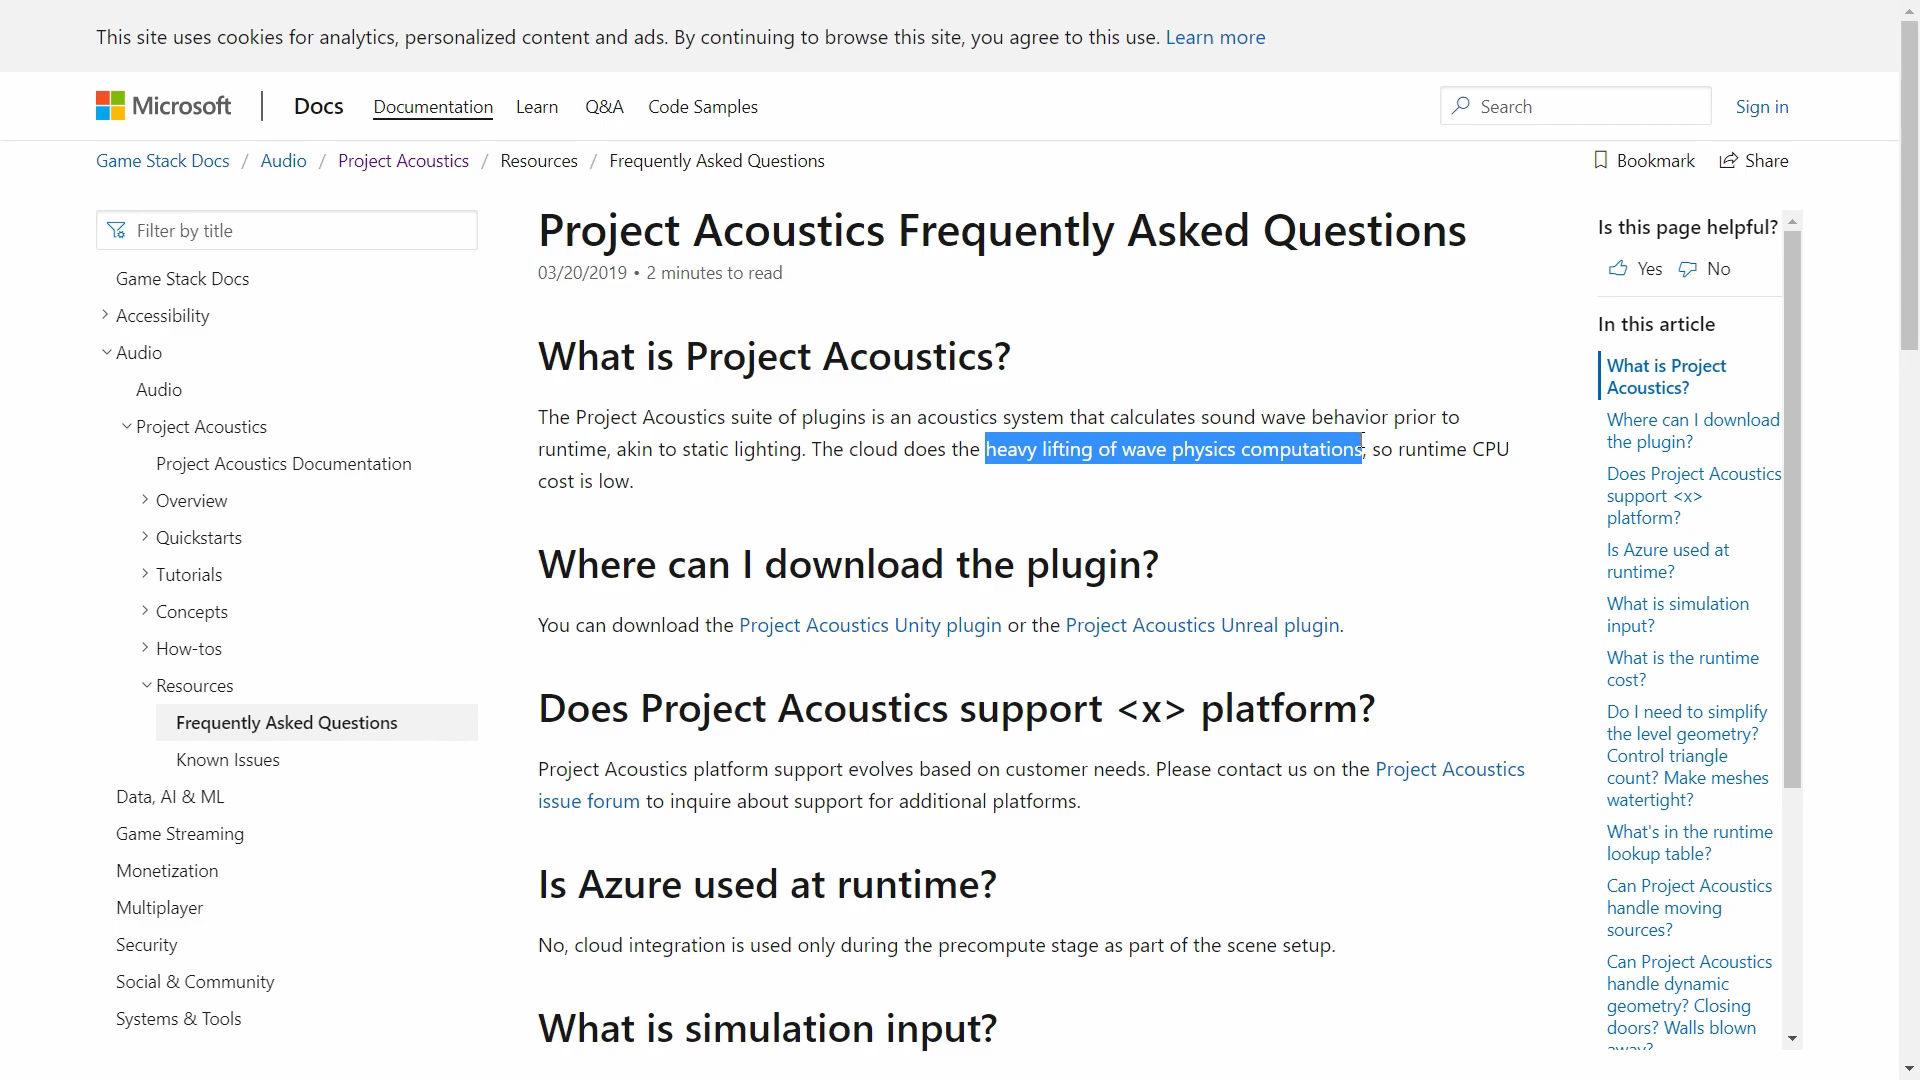 This site uses cookies for analytics, personalized content and ads. By continuing to browse this site, you agree to this use. Learn more
Microsoft
Docs
Documentation
Learn
Q&A
Code Samples
Search
Sign in
Game Stack Docs / Audio / Project Acoustics / Resources / Frequently Asked Questions
Bookmark
Share
Filter by title
Game Stack Docs
Accessibility
Audio
Audio
Project Acoustics
Project Acoustics Documentation
Overview
Quickstarts
Tutorials
Concepts
How-tos
Resources
Frequently Asked Questions
Known Issues
Data, AI & ML
Game Streaming
Monetization
Multiplayer
Security
Social & Community
Systems & Tools
Project Acoustics Frequently Asked Questions
03/20/2019 • 2 minutes to read
What is Project Acoustics?
The Project Acoustics suite of plugins is an acoustics system that calculates sound wave behavior prior to
runtime, akin to static lighting. The cloud does the heavy lifting of wave physics computations, so runtime CPU
cost is low.
Where can I download the plugin?
You can download the Project Acoustics Unity plugin or the Project Acoustics Unreal plugin.
Does Project Acoustics support <x> platform?
Project Acoustics platform support evolves based on customer needs. Please contact us on the Project Acoustics
issue forum to inquire about support for additional platforms.
Is Azure used at runtime?
No, cloud integration is used only during the precompute stage as part of the scene setup.
What is simulation input?
Is this page helpful?
Yes
No
In this article
What is Project
Acoustics?
Where can I download
the plugin?
Does Project Acoustics
support <x>
platform?
Is Azure used at
runtime?
What is simulation
input?
What is the runtime
cost?
Do I need to simplify
the level geometry?
Control triangle
count? Make meshes
watertight?
What's in the runtime
lookup table?
Can Project Acoustics
handle moving
sources?
Can Project Acoustics
handle dynamic
geometry? Closing
doors? Walls blown
away?